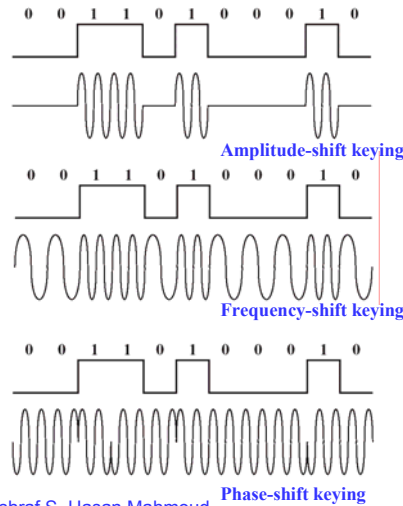 0 0 1 1 0 1 0 0 0 1 0
Amplitude-shift keying
0 0 1 1 0 1 0 0 0 1 0
Frequency-shift keying
0 0 1 1 0 1 0 0 0 1 0
Phase-shift keying
S. Hasan Mahmoud